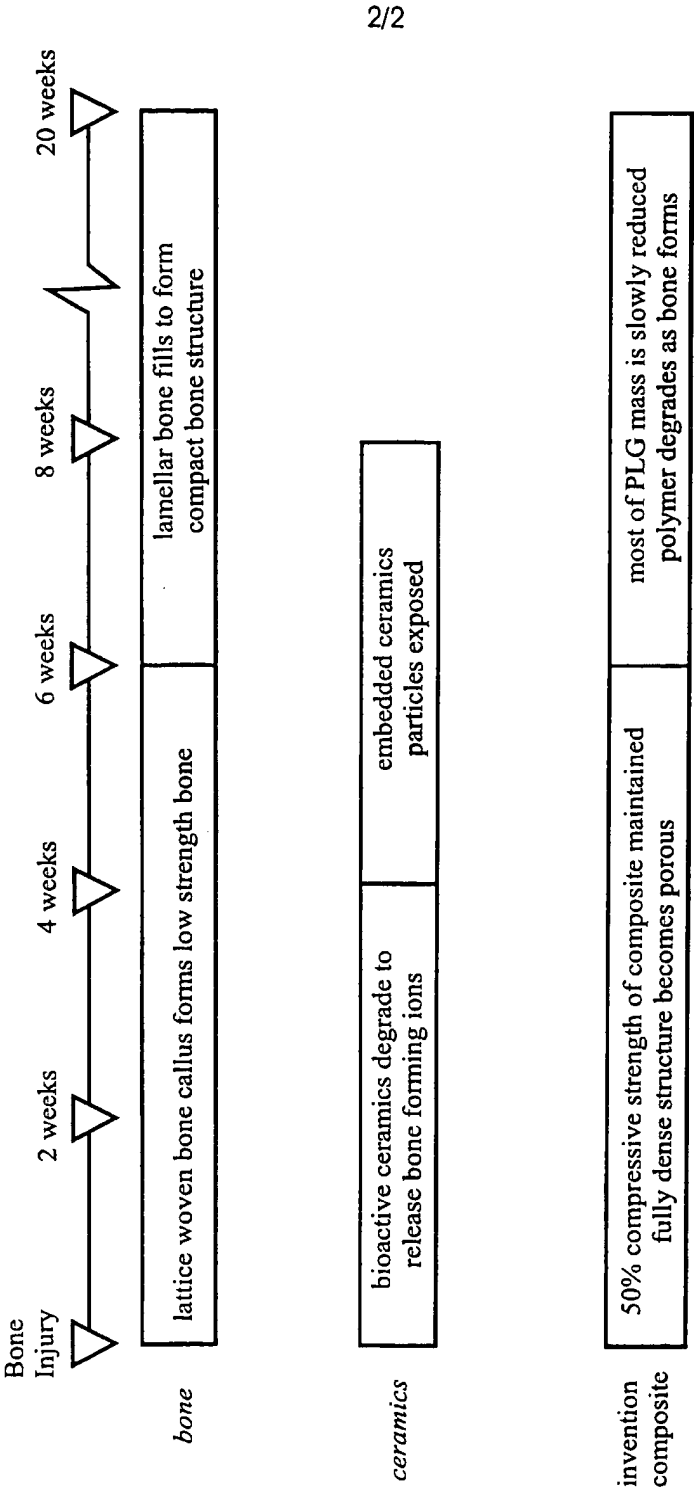 2/2
Bone
Injury
2 weeks
4 weeks
6 weeks
8 weeks
20 weeks
bone
lattice woven bone callus forms low strength bone
lamellar bone fills to form
compact bone structure
ceramics
bioactive ceramics degrade to
release bone forming ions
embedded ceramics
particles exposed
invention
composite
50% compressive strength of composite maintained
fully dense structure becomes porous
most of PLG mass is slowly reduced
polymer degrades as bone forms